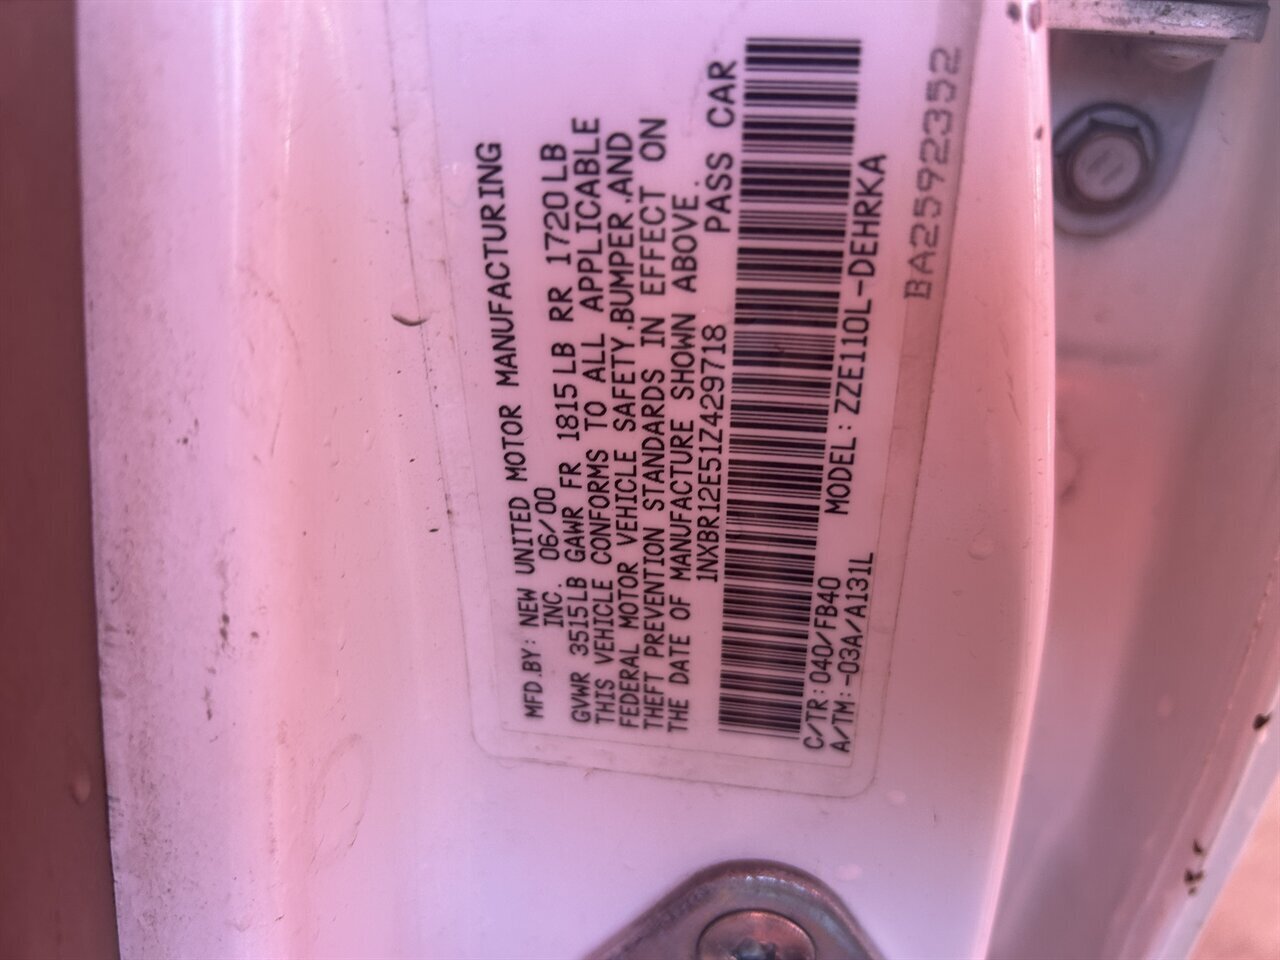 MFD.BY: NEW UNITED MOTOR MANUFACTURING
INC. 06/00
GVWR 3515LB GAWR FR 1815LB RR 1720LB
THIS VEHICLE CONFORMS TO ALL APPLICABLE
FEDERAL MOTOR VEHICLE SAFETY,BUMPER,AND
THEFT PREVENTION STANDARDS IN EFFECT ON
THE DATE OF MANUFACTURE SHOWN ABOVE.
1NXBR12E51Z429718 PASS CAR
C/TR:040/FB40 MODEL:ZZE110L-DEHRKA
A/TM:-03A/A131L
BA2592352